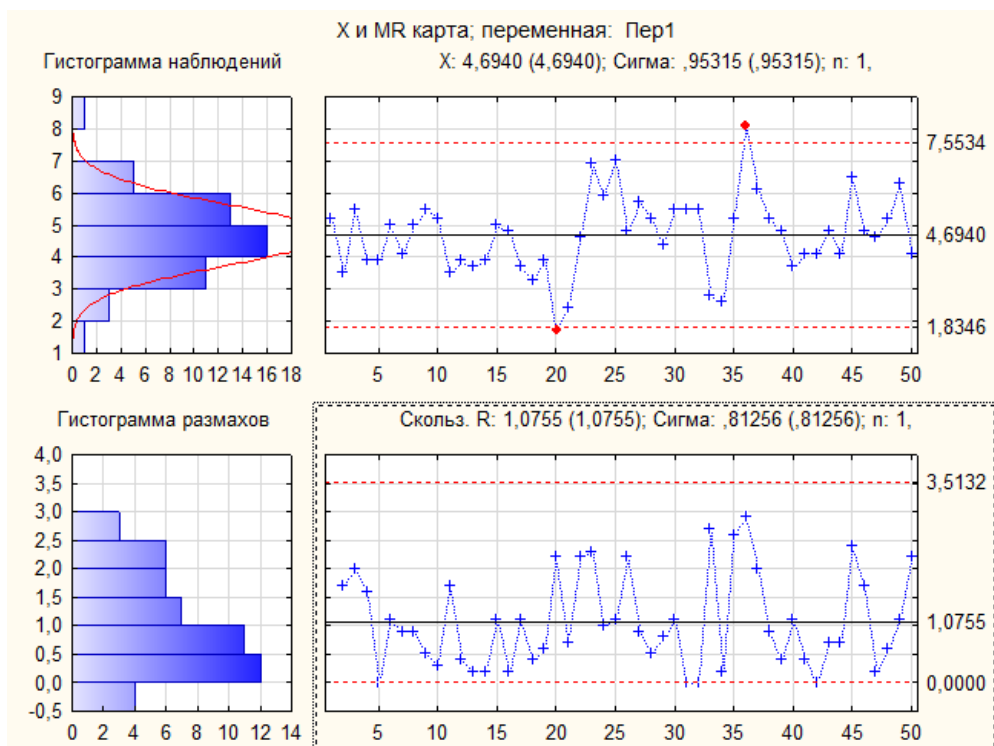 X и MR карта; переменная: Пер1
Гистограмма наблюдений
X: 4,6940 (4,6940); Сигма: ,95315 (,95315); n: 1,
9
8
7
6
5
4
3
2
1
0 2 4 6 8 10 12 14 16 18
7,5534
4,6940
1,8346
5 10 15 20 25 30 35 40 45 50
Гистограмма размахов
Скольз. R: 1,0755 (1,0755); Сигма: ,81256 (,81256); n: 1,
4,0
3,5
3,0
2,5
2,0
1,5
1,0
0,5
0,0
-0,5
0 2 4 6 8 10 12 14
3,5132
1,0755
0,0000
5 10 15 20 25 30 35 40 45 50